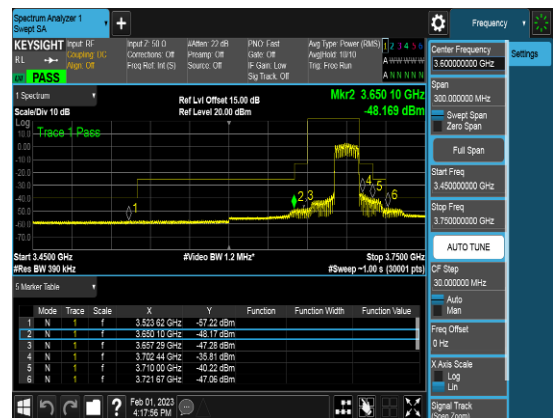 Spectrum Analyzer 1
Swept SA
+
Frequency
KEYSIGHT
Input: RF
Coupling: DC
Align: Off
Input Z: 50 Ω
Corrections: Off
Freq Ref: Int (S)
#Atten: 22 dB
Preamp: Off
Source: Off
PNO: Fast
Gate: Off
IF Gain: Low
Sig Track: Off
Avg Type: Power (RMS)
Avg|Hold: 10/10
Trig: Free Run
1 2 3 4 5 6
A W W W W W
A N N N N N
RL
PASS
1 Spectrum
Scale/Div 10 dB
Log
Ref Lvl Offset 15.00 dB
Ref Level 20.00 dBm
Mkr2 3.650 10 GHz
-48.169 dBm
Trace 1 Pass
10.0
0.00
-10.0
-20.0
-30.0
-40.0
-50.0
-60.0
-70.0
1
2
3
4
5
6
Start 3.4500 GHz
#Res BW 390 kHz
#Video BW 1.2 MHz*
Stop 3.7500 GHz
#Sweep ~1.00 s (30001 pts)
5 Marker Table
Mode Trace Scale X Y Function Function Width Function Value
1 N 1 f 3.523 62 GHz -57.22 dBm
2 N 1 f 3.650 10 GHz -48.17 dBm
3 N 1 f 3.657 29 GHz -47.28 dBm
4 N 1 f 3.702 44 GHz -35.81 dBm
5 N 1 f 3.710 00 GHz -40.22 dBm
6 N 1 f 3.721 67 GHz -47.06 dBm
Center Frequency
3.600000000 GHz
Settings
Span
300.000000 MHz
Swept Span
Zero Span
Full Span
Start Freq
3.450000000 GHz
Stop Freq
3.750000000 GHz
AUTO TUNE
CF Step
30.000000 MHz
Auto
Man
Freq Offset
0 Hz
X Axis Scale
Log
Lin
Signal Track
(Span Zoom)
?
Feb 01, 2023
4:17:56 PM